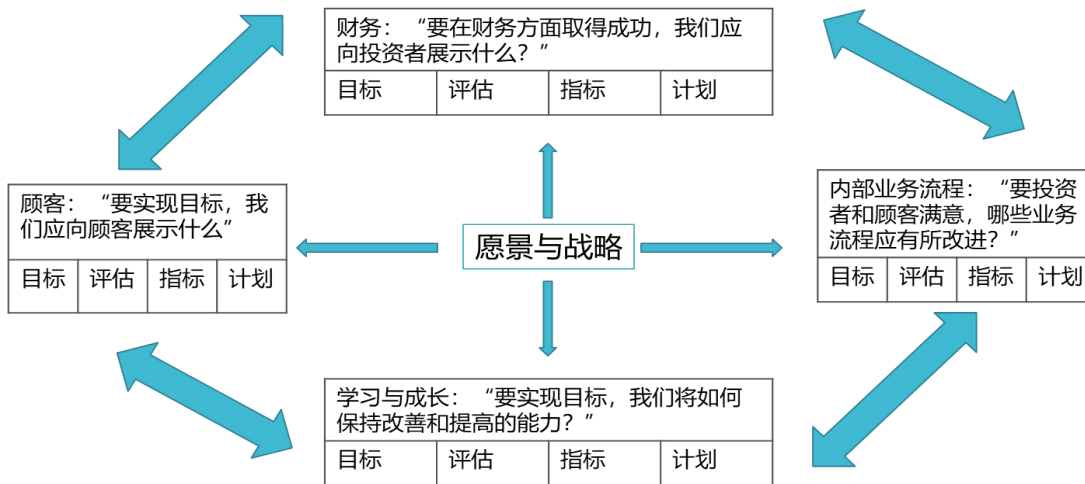 财务：“要在财务方面取得成功，我们应
向投资者展示什么？”
目标 评估 指标 计划
顾客：“要实现目标，我
们应向顾客展示什么”
目标 评估 指标 计划
愿景与战略
内部业务流程：“要投资
者和顾客满意，哪些业务
流程应有所改进？”
目标 评估 指标 计划
学习与成长：“要实现目标，我们将如何
保持改善和提高的能力？”
目标 评估 指标 计划